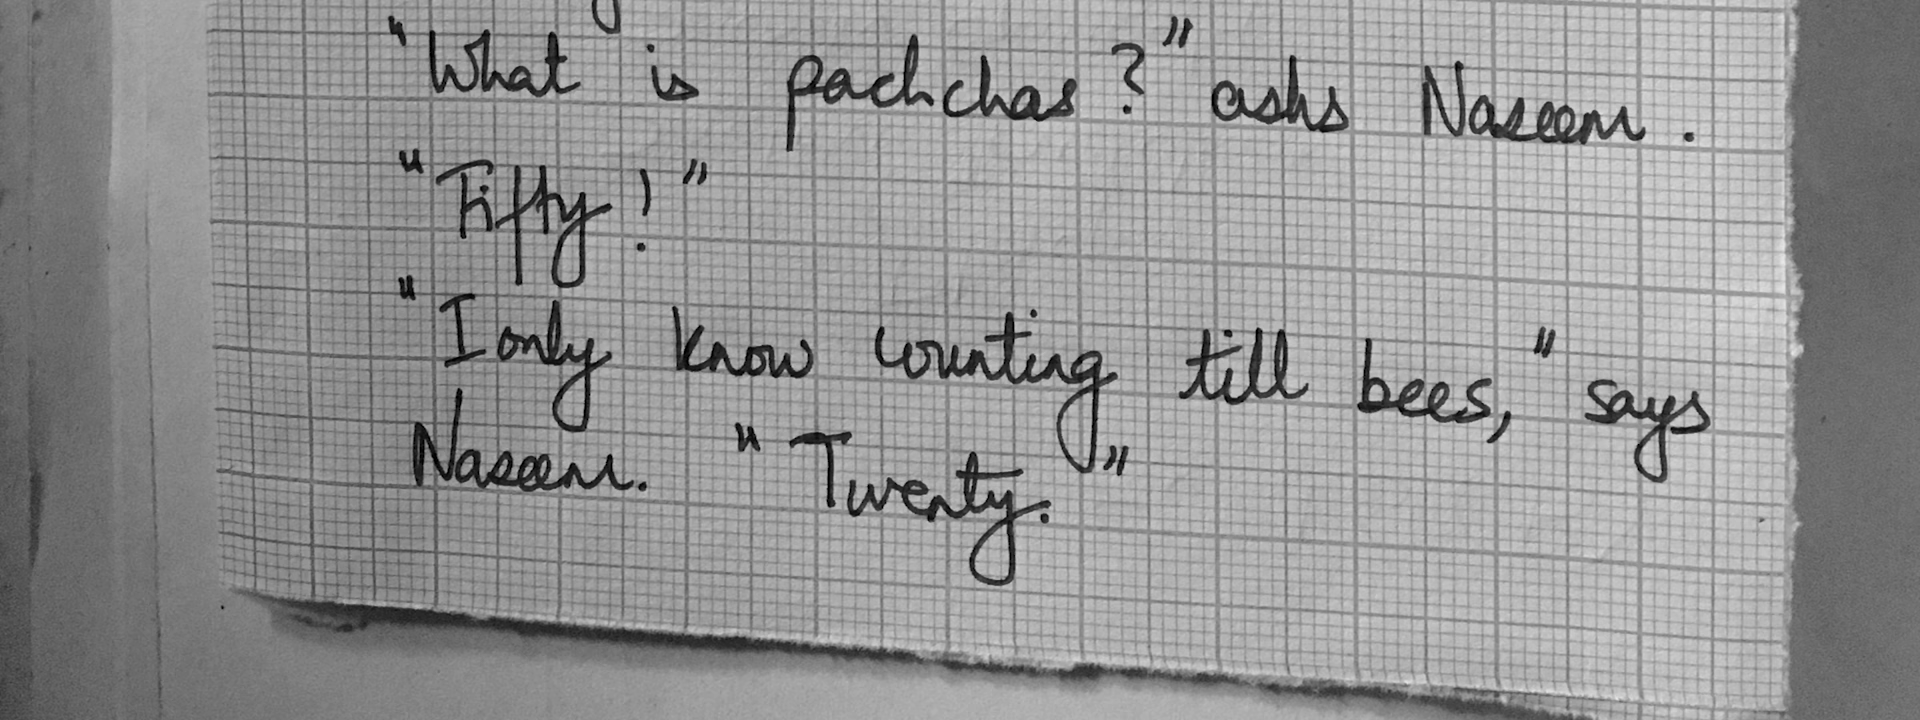 "What is pachchas?" asks Naseem.
"Fifty!"
"I only know counting till bees," says
Naseem. "Twenty."